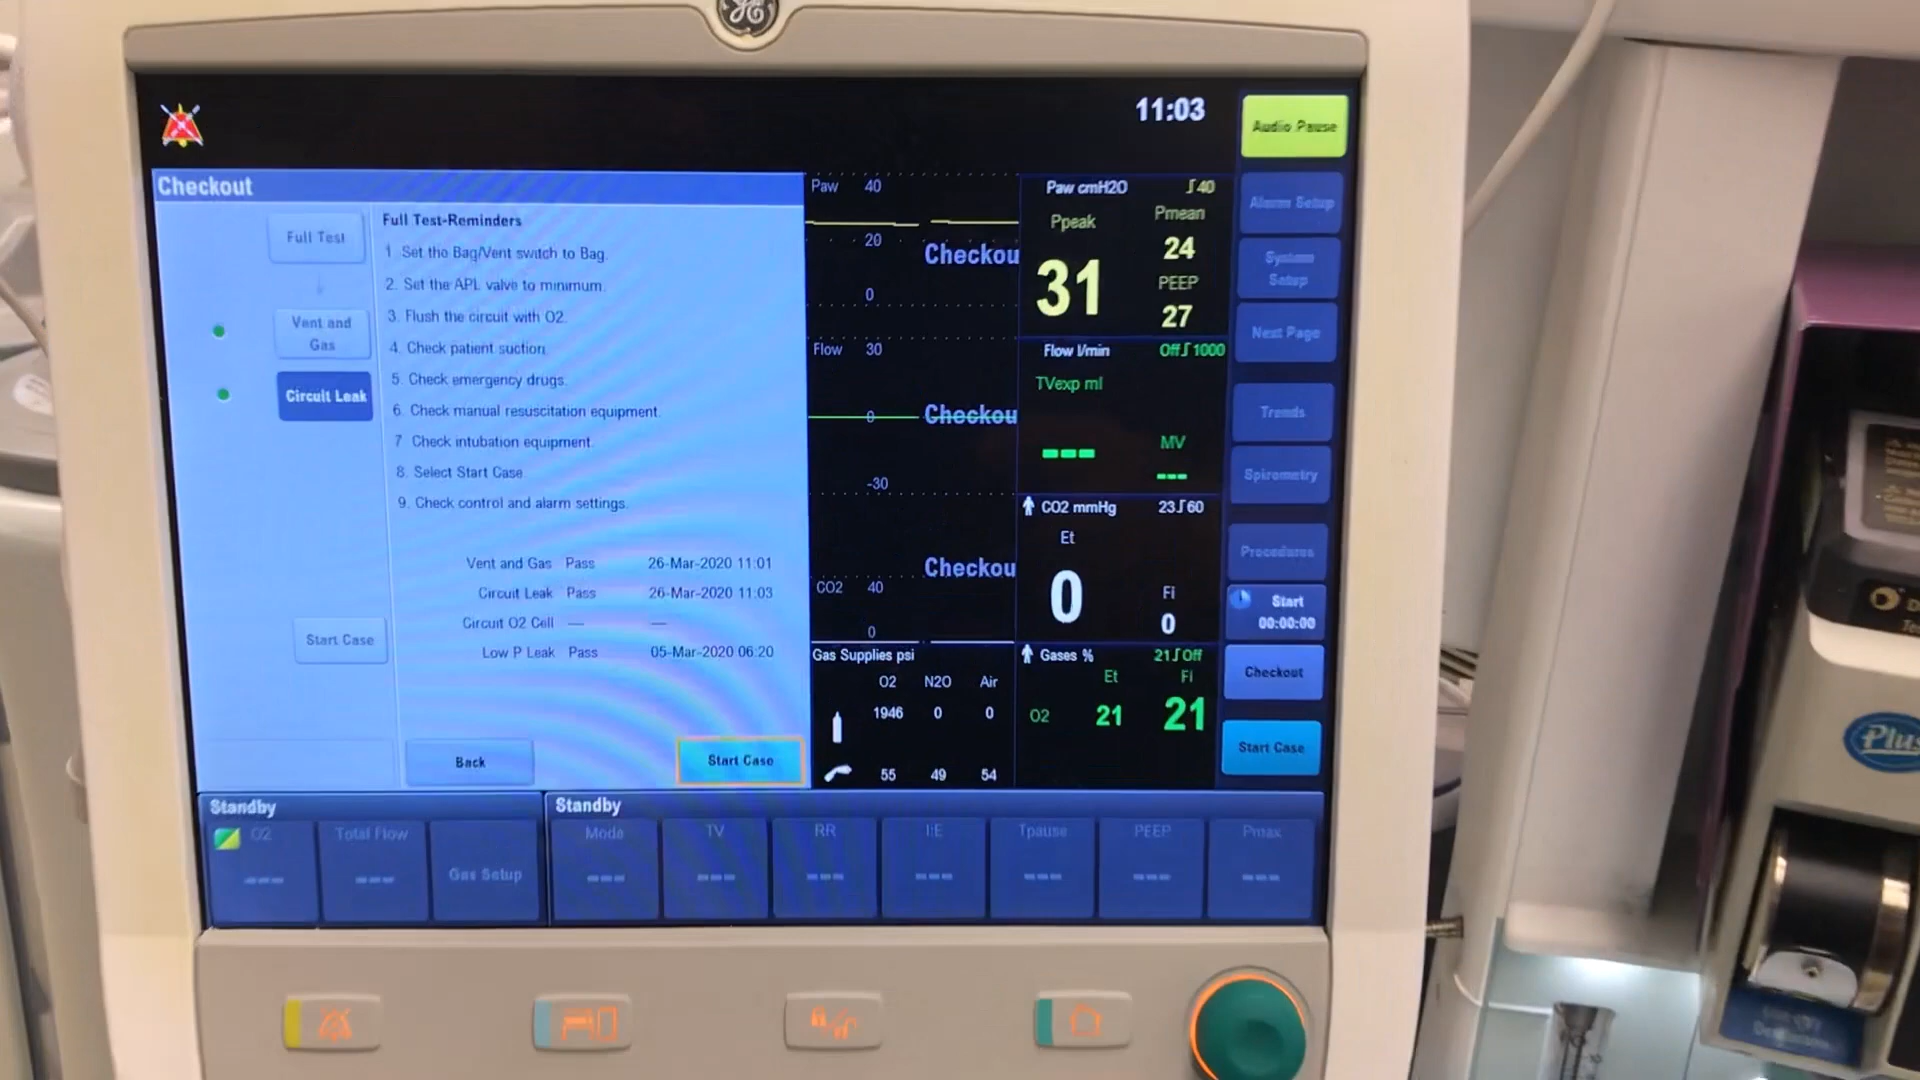 GE
11:03
Audio Pause
Checkout
Full Test
Vent and
Gas
Circuit Leak
Start Case
Full Test-Reminders
1. Set the Bag/Vent switch to Bag.
2. Set the APL valve to minimum.
3. Flush the circuit with O2.
4. Check patient suction.
5. Check emergency drugs.
6. Check manual resuscitation equipment.
7 Check intubation equipment.
8. Select Start Case
9. Check control and alarm settings.
Vent and Gas Pass 26-Mar-2020 11:01
Circuit Leak Pass 26-Mar-2020 11:03
Circuit O2 Cell --- ---
Low P Leak Pass 05-Mar-2020 06:20
Back
Start Case
Paw 40
20
0
Checkou
Flow 30
0
-30
Checkou
CO2 40
0
Checkou
Gas Supplies psi
O2 N2O Air
1946 0 0
55 49 54
Paw cmH2O 40
Ppeak
31
Pmean
24
PEEP
27
Flow l/min Off 1000
TVexp ml
---
MV
---
CO2 mmHg 23 60
Et
0
Fi
0
Gases % 21 Off
Et Fi
O2 21 21
Alarm Setup
System
Setup
Next Page
Trends
Spirometry
Procedures
Start
00:00:00
Checkout
Start Case
Standby
O2
---
Total Flow
---
Gas Setup
Standby
Mode
---
TV
---
RR
---
I:E
---
Tpause
---
PEEP
---
Pmax
---
Plus